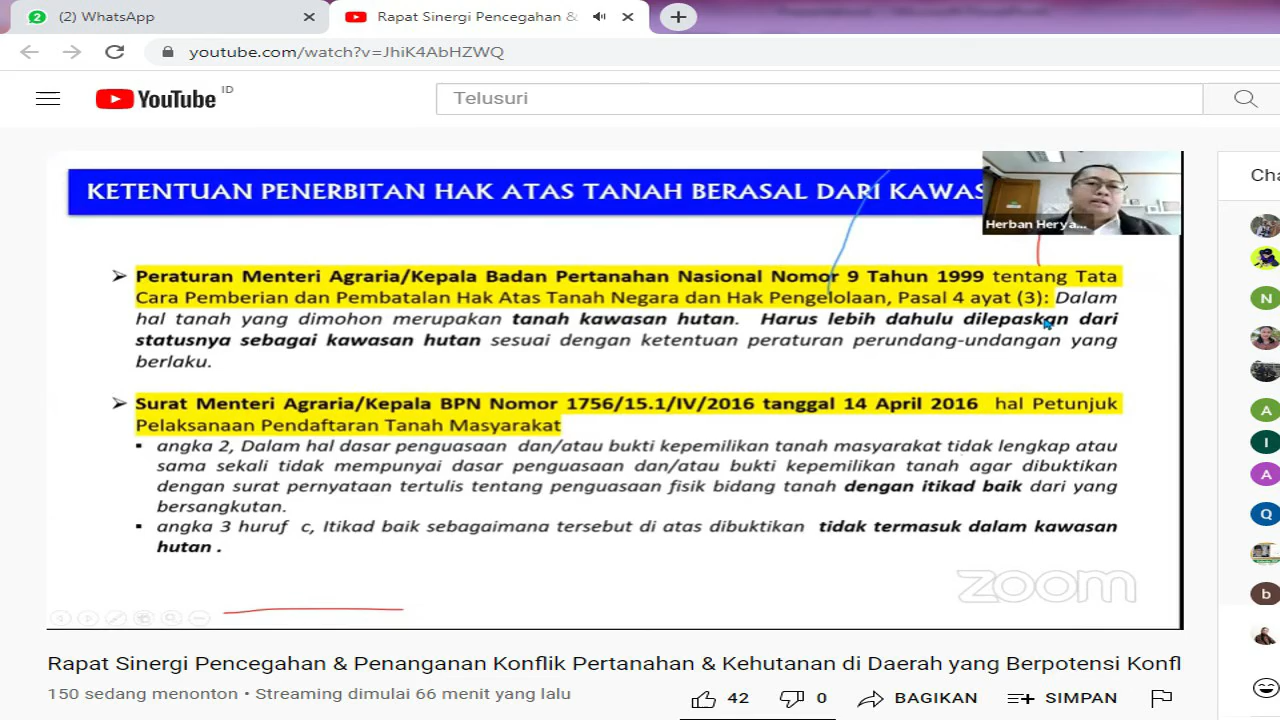 (2) WhatsApp
Rapat Sinergi Pencegahan &
youtube.com/watch?v=JhiK4AbHZWQ
YouTube ID
Telusuri
KETENTUAN PENERBITAN HAK ATAS TANAH BERASAL DARI KAWAS
Herban Herya...
Cha
➢ Peraturan Menteri Agraria/Kepala Badan Pertanahan Nasional Nomor 9 Tahun 1999 tentang Tata
Cara Pemberian dan Pembatalan Hak Atas Tanah Negara dan Hak Pengelolaan, Pasal 4 ayat (3): Dalam
hal tanah yang dimohon merupakan tanah kawasan hutan. Harus lebih dahulu dilepaskan dari
statusnya sebagai kawasan hutan sesuai dengan ketentuan peraturan perundang-undangan yang
berlaku.
➢ Surat Menteri Agraria/Kepala BPN Nomor 1756/15.1/IV/2016 tanggal 14 April 2016 hal Petunjuk
Pelaksanaan Pendaftaran Tanah Masyarakat
▪ angka 2, Dalam hal dasar penguasaan dan/atau bukti kepemilikan tanah masyarakat tidak lengkap atau
sama sekali tidak mempunyai dasar penguasaan dan/atau bukti kepemilikan tanah agar dibuktikan
dengan surat pernyataan tertulis tentang penguasaan fisik bidang tanah dengan itikad baik dari yang
bersangkutan.
▪ angka 3 huruf c, Itikad baik sebagaimana tersebut di atas dibuktikan tidak termasuk dalam kawasan
hutan .
zoom
N
A
I
A
Q
b
Rapat Sinergi Pencegahan & Penanganan Konflik Pertanahan & Kehutanan di Daerah yang Berpotensi Konfl
150 sedang menonton • Streaming dimulai 66 menit yang lalu
42
0
BAGIKAN
SIMPAN